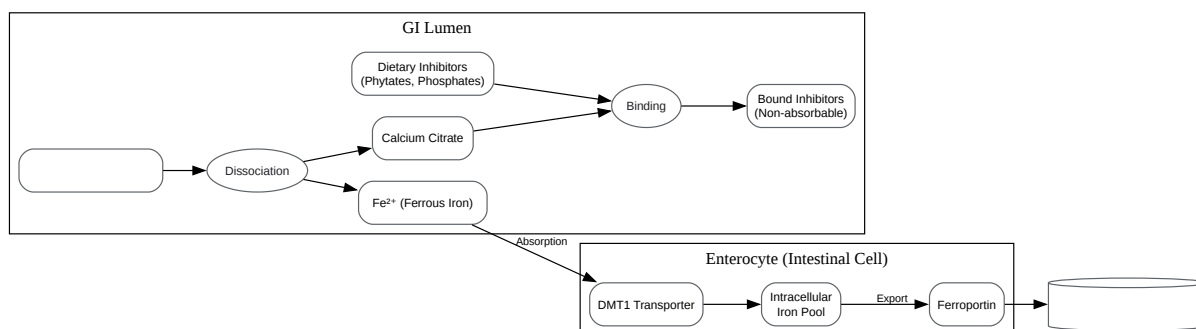 GI Lumen
Dietary Inhibitors
(Phytates, Phosphates)
Binding
Bound Inhibitors
(Non-absorbable)
Calcium Citrate
Dissociation
Fe²⁺ (Ferrous Iron)
Absorption
Enterocyte (Intestinal Cell)
DMT1 Transporter
Intracellular
Iron Pool
Export
Ferroportin